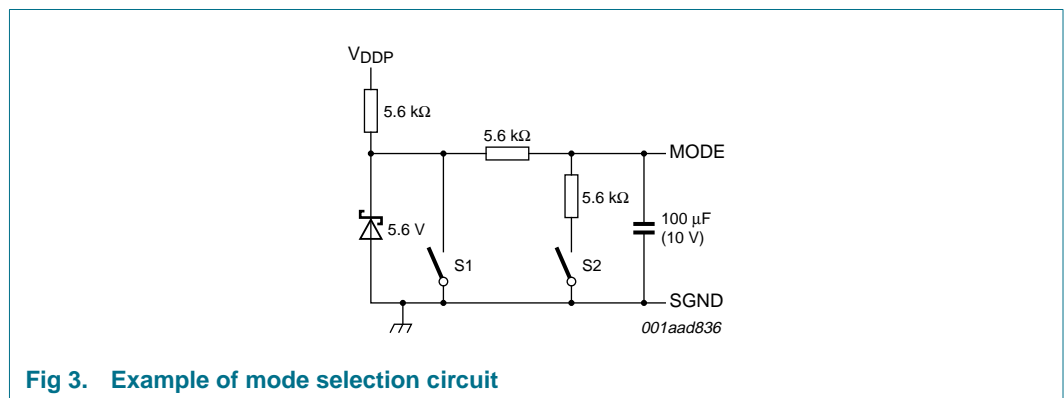 VDDP
5.6 kΩ
5.6 kΩ
MODE
5.6 kΩ
5.6 V
100 μF
(10 V)
S1
S2
SGND
001aad836
Fig 3. Example of mode selection circuit